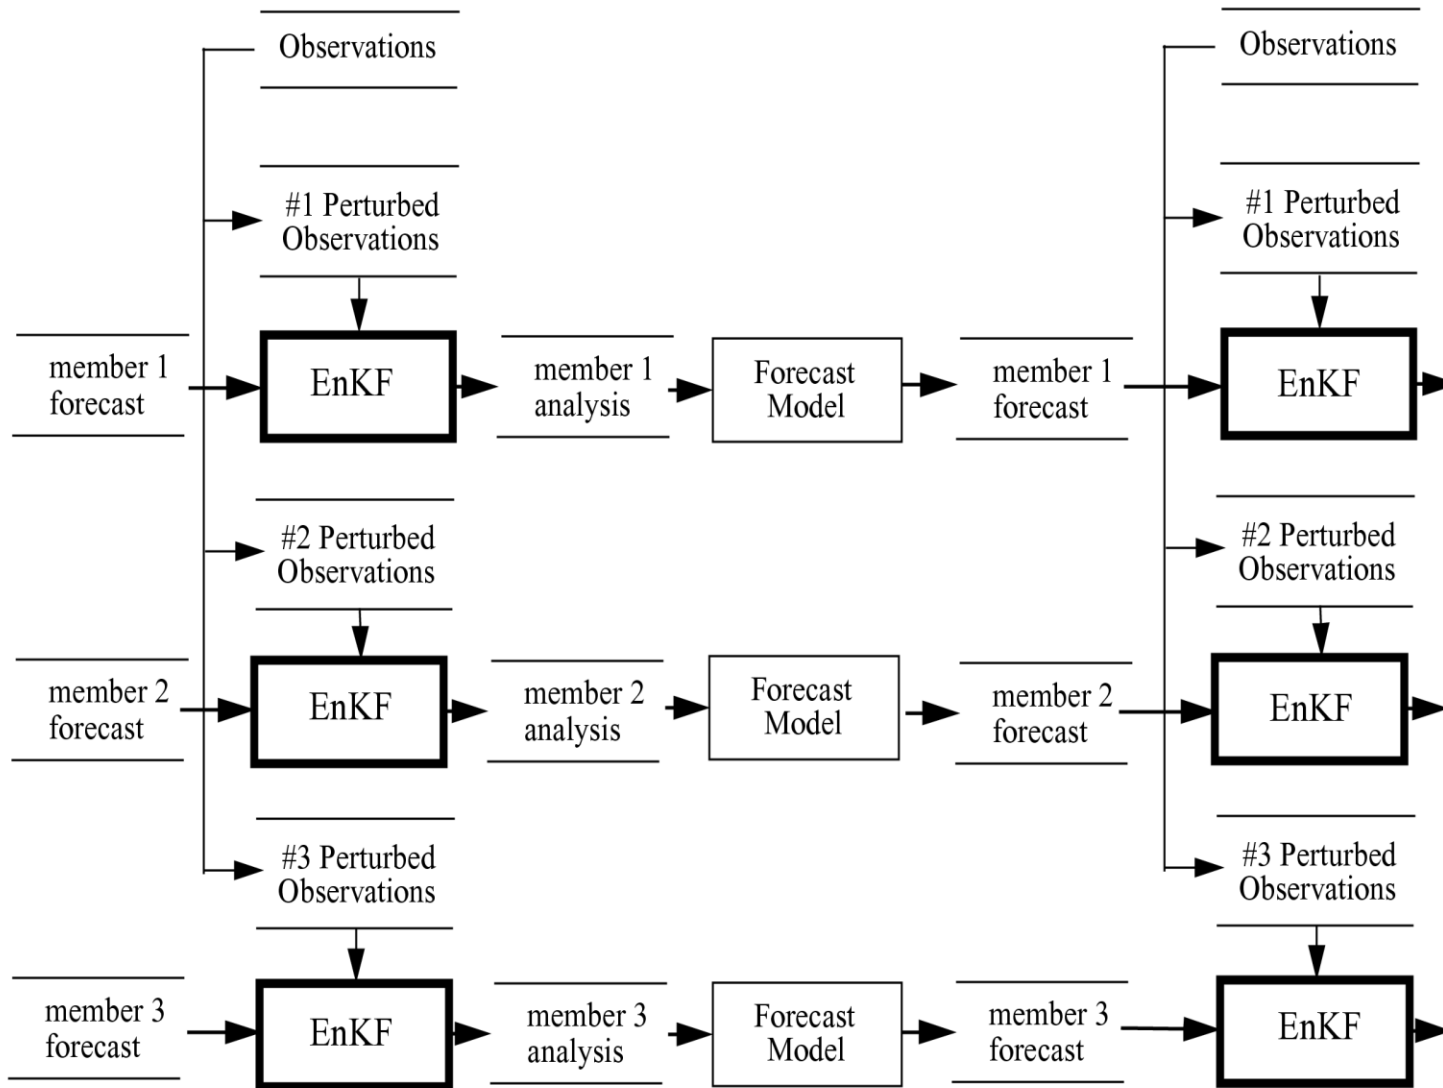 Observations
Observations
#1 Perturbed
Observations
#1 Perturbed
Observations
member 1
forecast
EnKF
member 1
analysis
Forecast
Model
member 1
forecast
EnKF
#2 Perturbed
Observations
#2 Perturbed
Observations
member 2
forecast
EnKF
member 2
analysis
Forecast
Model
member 2
forecast
EnKF
#3 Perturbed
Observations
#3 Perturbed
Observations
member 3
forecast
EnKF
member 3
analysis
Forecast
Model
member 3
forecast
EnKF